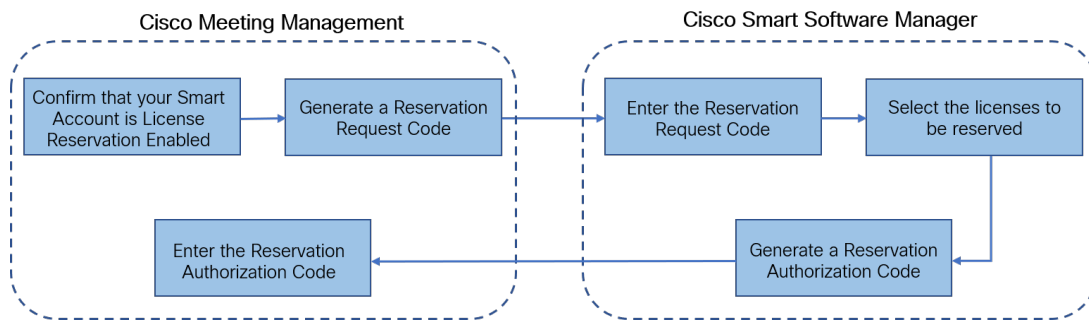 Cisco Meeting Management
Cisco Smart Software Manager
Confirm that your Smart
Account is License
Reservation Enabled
Generate a Reservation
Request Code
Enter the Reservation
Request Code
Select the licenses to
be reserved
Enter the Reservation
Authorization Code
Generate a Reservation
Authorization Code